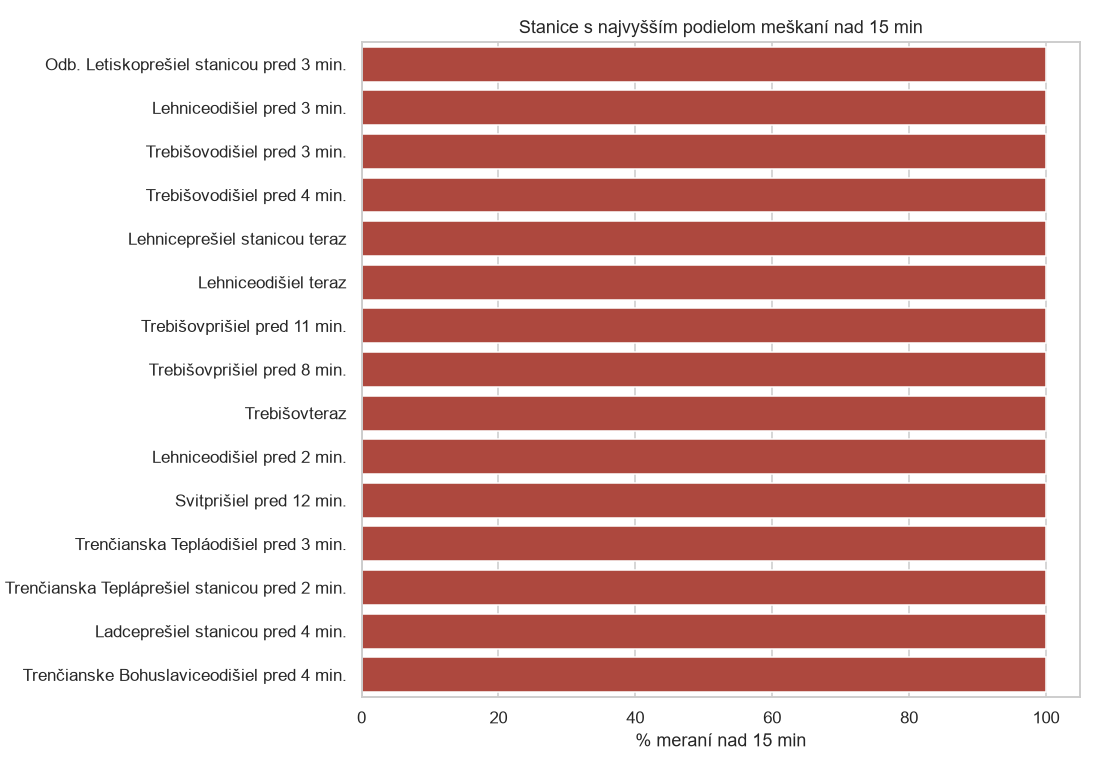 Stanice s najvyšším podielom meškaní nad 15 min
Odb. Letiskoprešiel stanicou pred 3 min.
Lehniceodišiel pred 3 min.
Trebišovodišiel pred 3 min.
Trebišovodišiel pred 4 min.
Lehniceprešiel stanicou teraz
Lehniceodišiel teraz
Trebišovprišiel pred 11 min.
Trebišovprišiel pred 8 min.
Trebišovteraz
Lehniceodišiel pred 2 min.
Svitprišiel pred 12 min.
Trenčianska Tepláodišiel pred 3 min.
Trenčianska Tepláprešiel stanicou pred 2 min.
Ladceprešiel stanicou pred 4 min.
Trenčianske Bohuslaviceodišiel pred 4 min.
0 20 40 60 80 100
% meraní nad 15 min